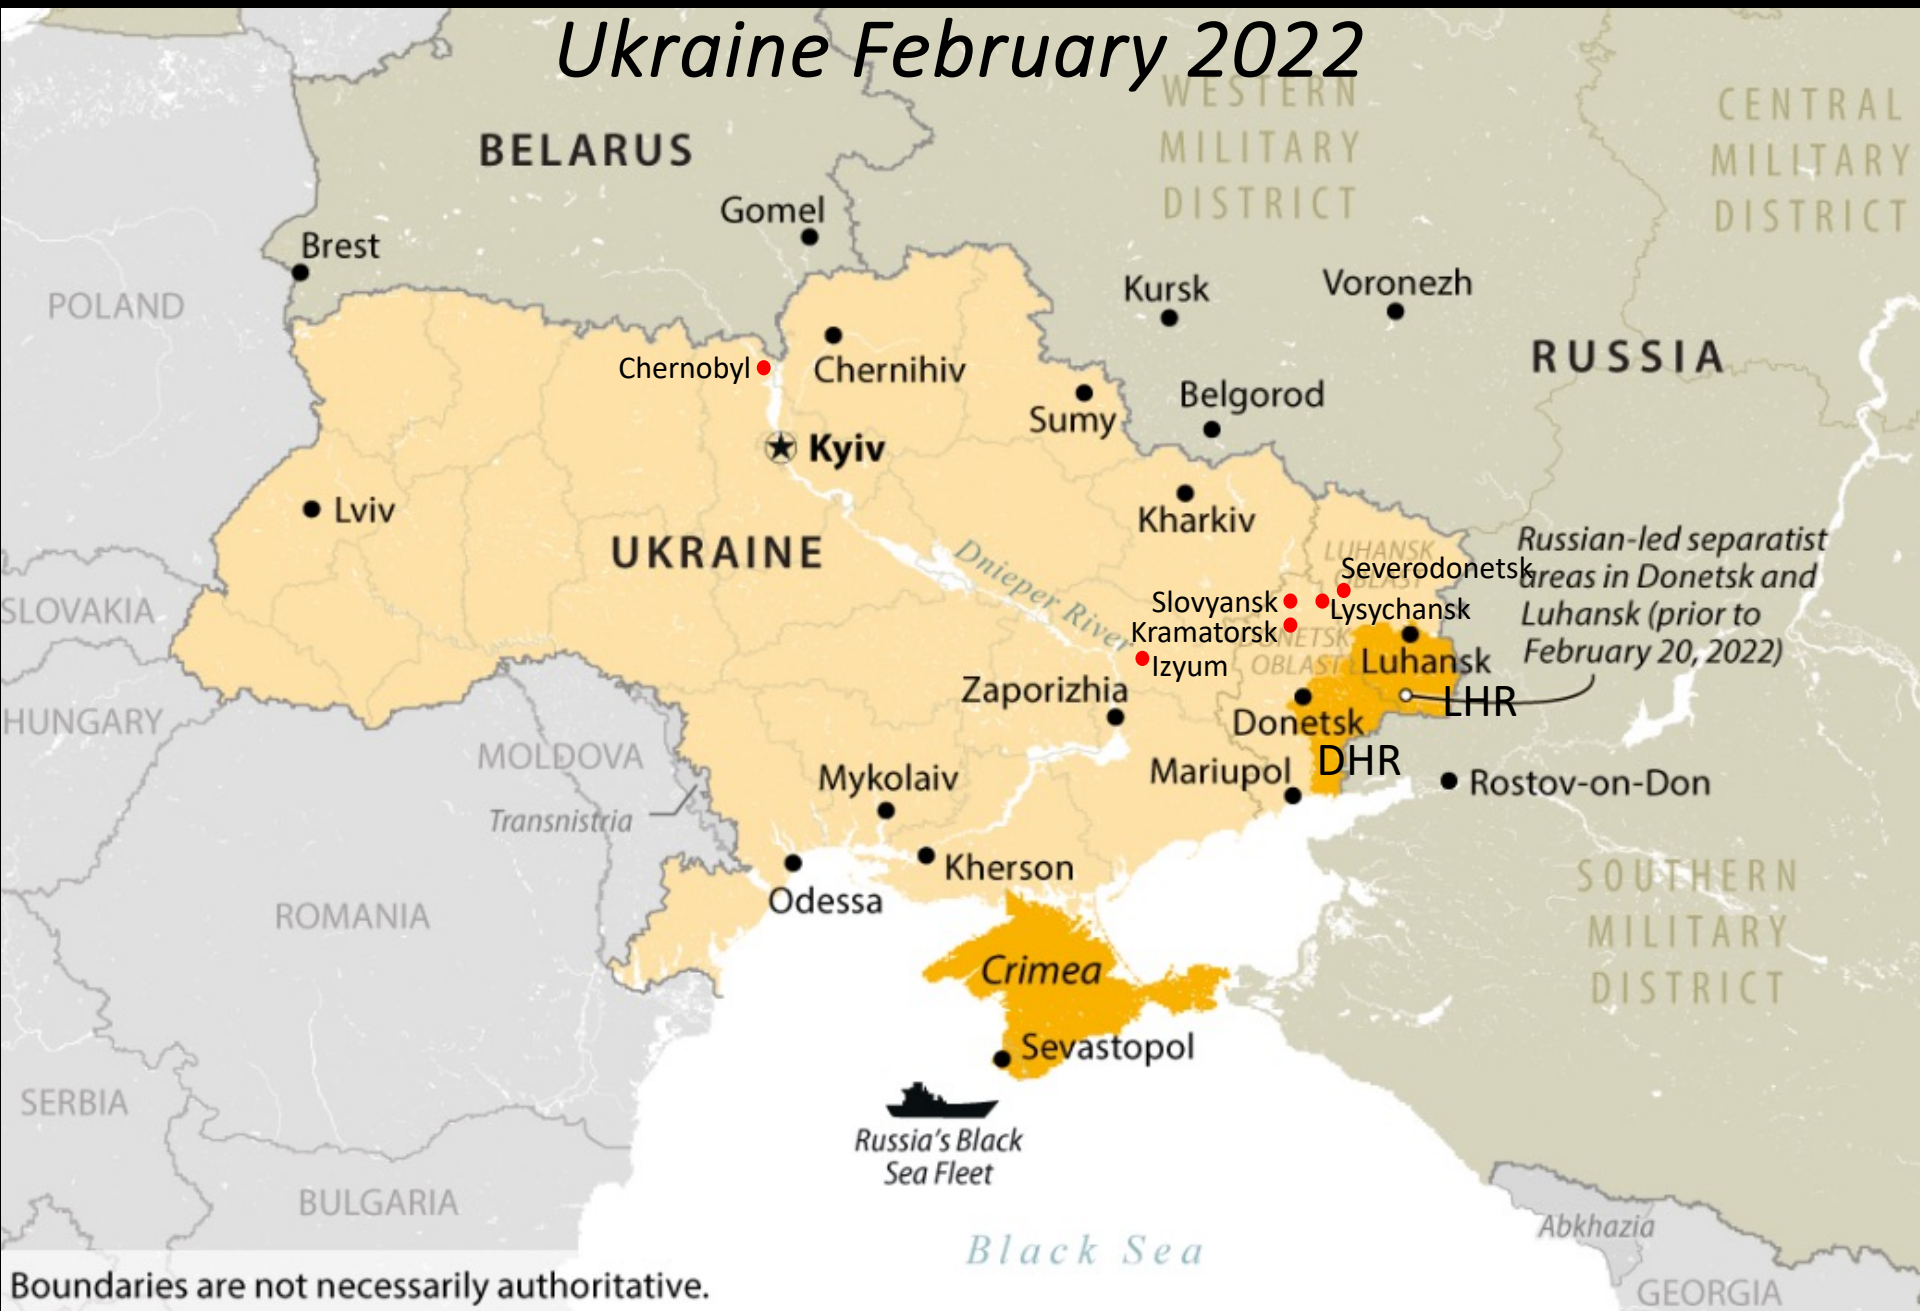 Ukraine February 2022
WESTERN
MILITARY
DISTRICT
CENTRAL
MILITARY
DISTRICT
BELARUS
Gomel
Brest
POLAND
Kursk
Voronezh
RUSSIA
Chernobyl
Chernihiv
Sumy
Belgorod
Kyiv
Lviv
Kharkiv
UKRAINE
Dnieper River
LUHANSK
OBLAST
Severodonetsk
Russian-led separatist
areas in Donetsk and
Luhansk (prior to
February 20, 2022)
SLOVAKIA
Slovyansk
Lysychansk
Kramatorsk
DONETSK
OBLAST
Izyum
Luhansk
LHR
Zaporizhia
HUNGARY
Donetsk
DHR
MOLDOVA
Mykolaiv
Mariupol
Rostov-on-Don
Transnistria
Kherson
Odessa
SOUTHERN
MILITARY
DISTRICT
ROMANIA
Crimea
Sevastopol
SERBIA
Russia's Black
Sea Fleet
BULGARIA
Abkhazia
Black Sea
GEORGIA
Boundaries are not necessarily authoritative.